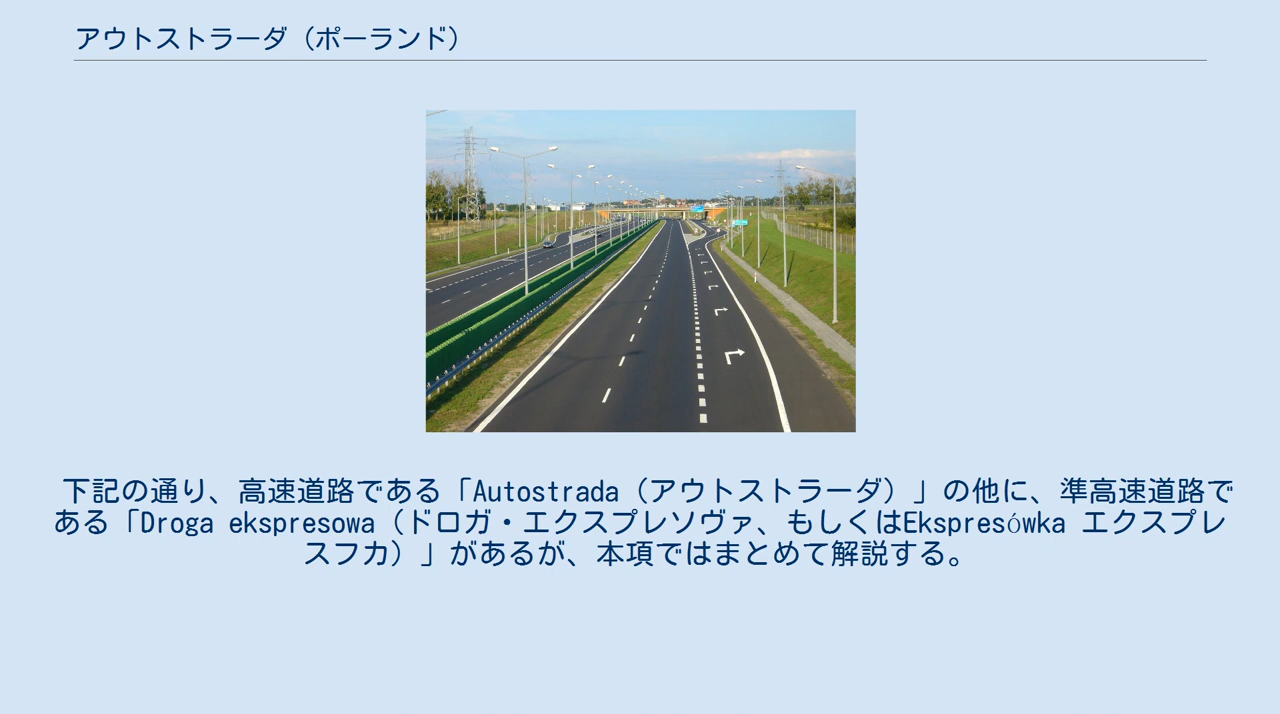 アウトストラーダ（ポーランド）
下記の通り、高速道路である「Autostrada（アウトストラーダ）」の他に、準高速道路で
ある「Droga ekspresowa（ドロガ・エクスプレソヴァ、もしくはEkspresówka エクスプレ
スフカ）」があるが、本項ではまとめて解説する。